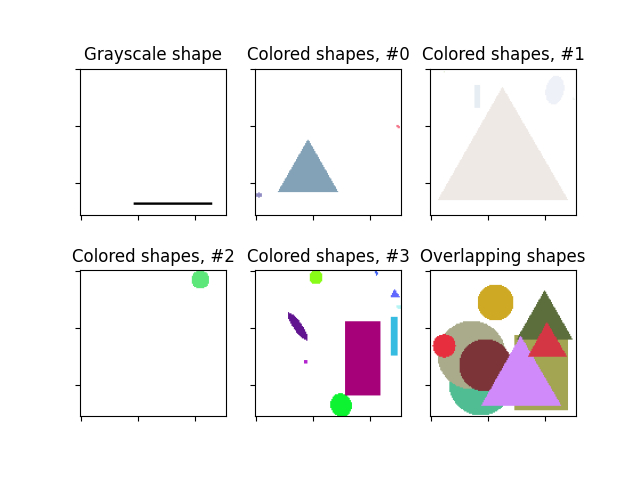 Grayscale shape
Colored shapes, #0
Colored shapes, #1
Colored shapes, #2
Colored shapes, #3
Overlapping shapes